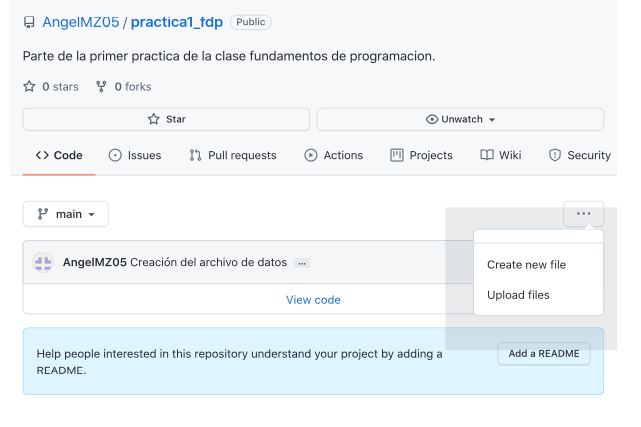 AngelMZ05 / practica1_fdp Public
Parte de la primer practica de la clase fundamentos de programacion.
0 stars 0 forks
Star Unwatch
Code Issues Pull requests Actions Projects Wiki Security
main ...
AngelMZ05 Creación del archivo de datos ...
Create new file
Upload files
View code
Help people interested in this repository understand your project by adding a
README.
Add a README